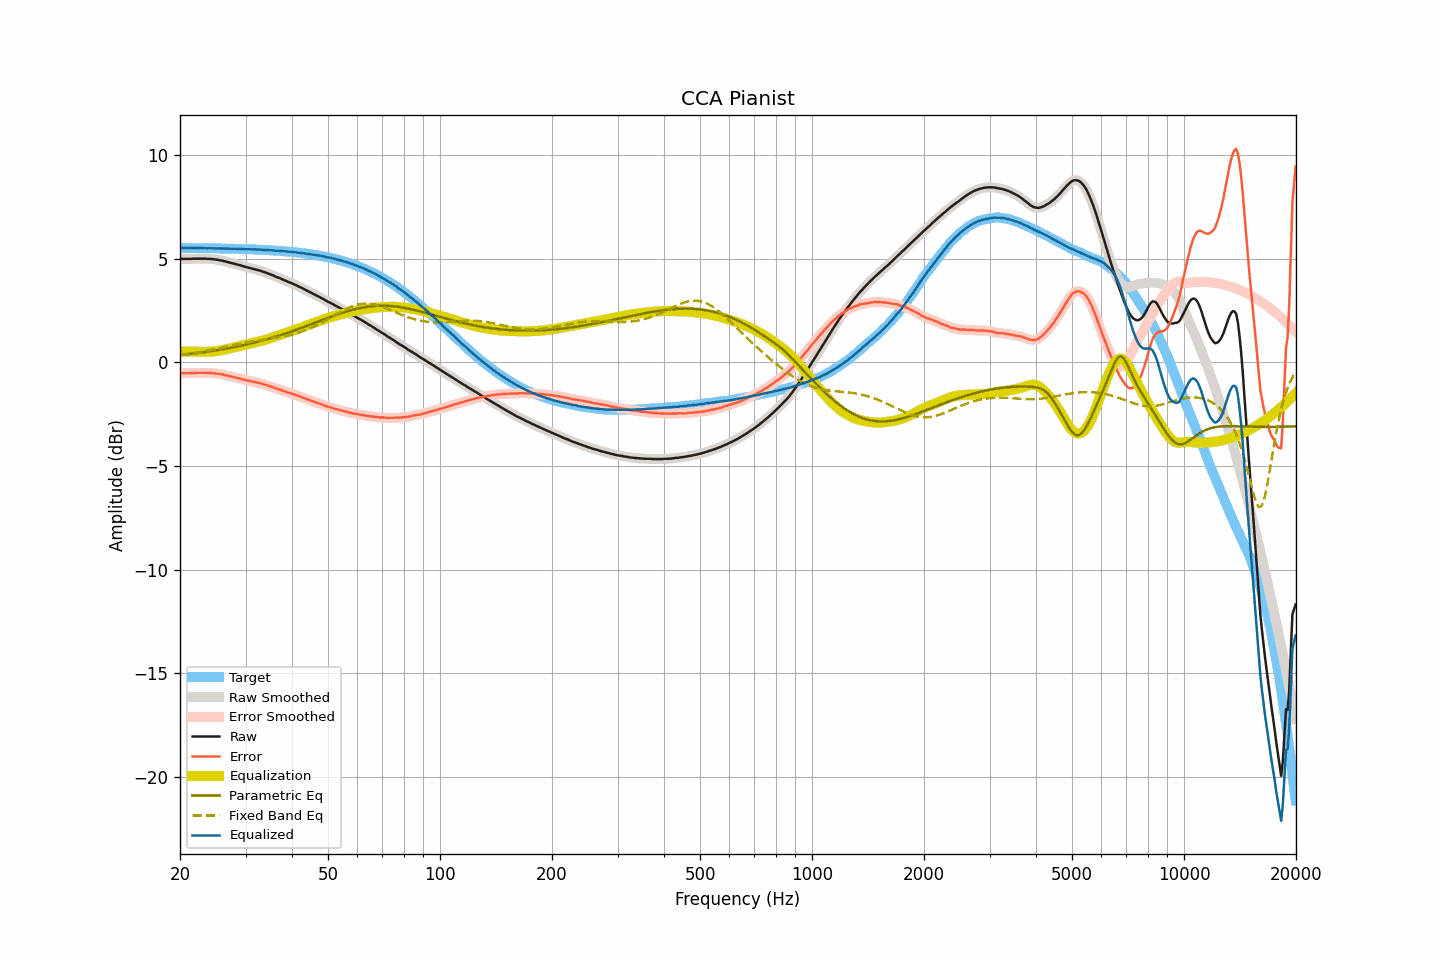 CCA Pianist
10
5
0
−5
−10
−15
−20
Amplitude (dBr)
Target
Raw Smoothed
Error Smoothed
Raw
Error
Equalization
Parametric Eq
Fixed Band Eq
Equalized
20 50 100 200 500 1000 2000 5000 10000 20000
Frequency (Hz)